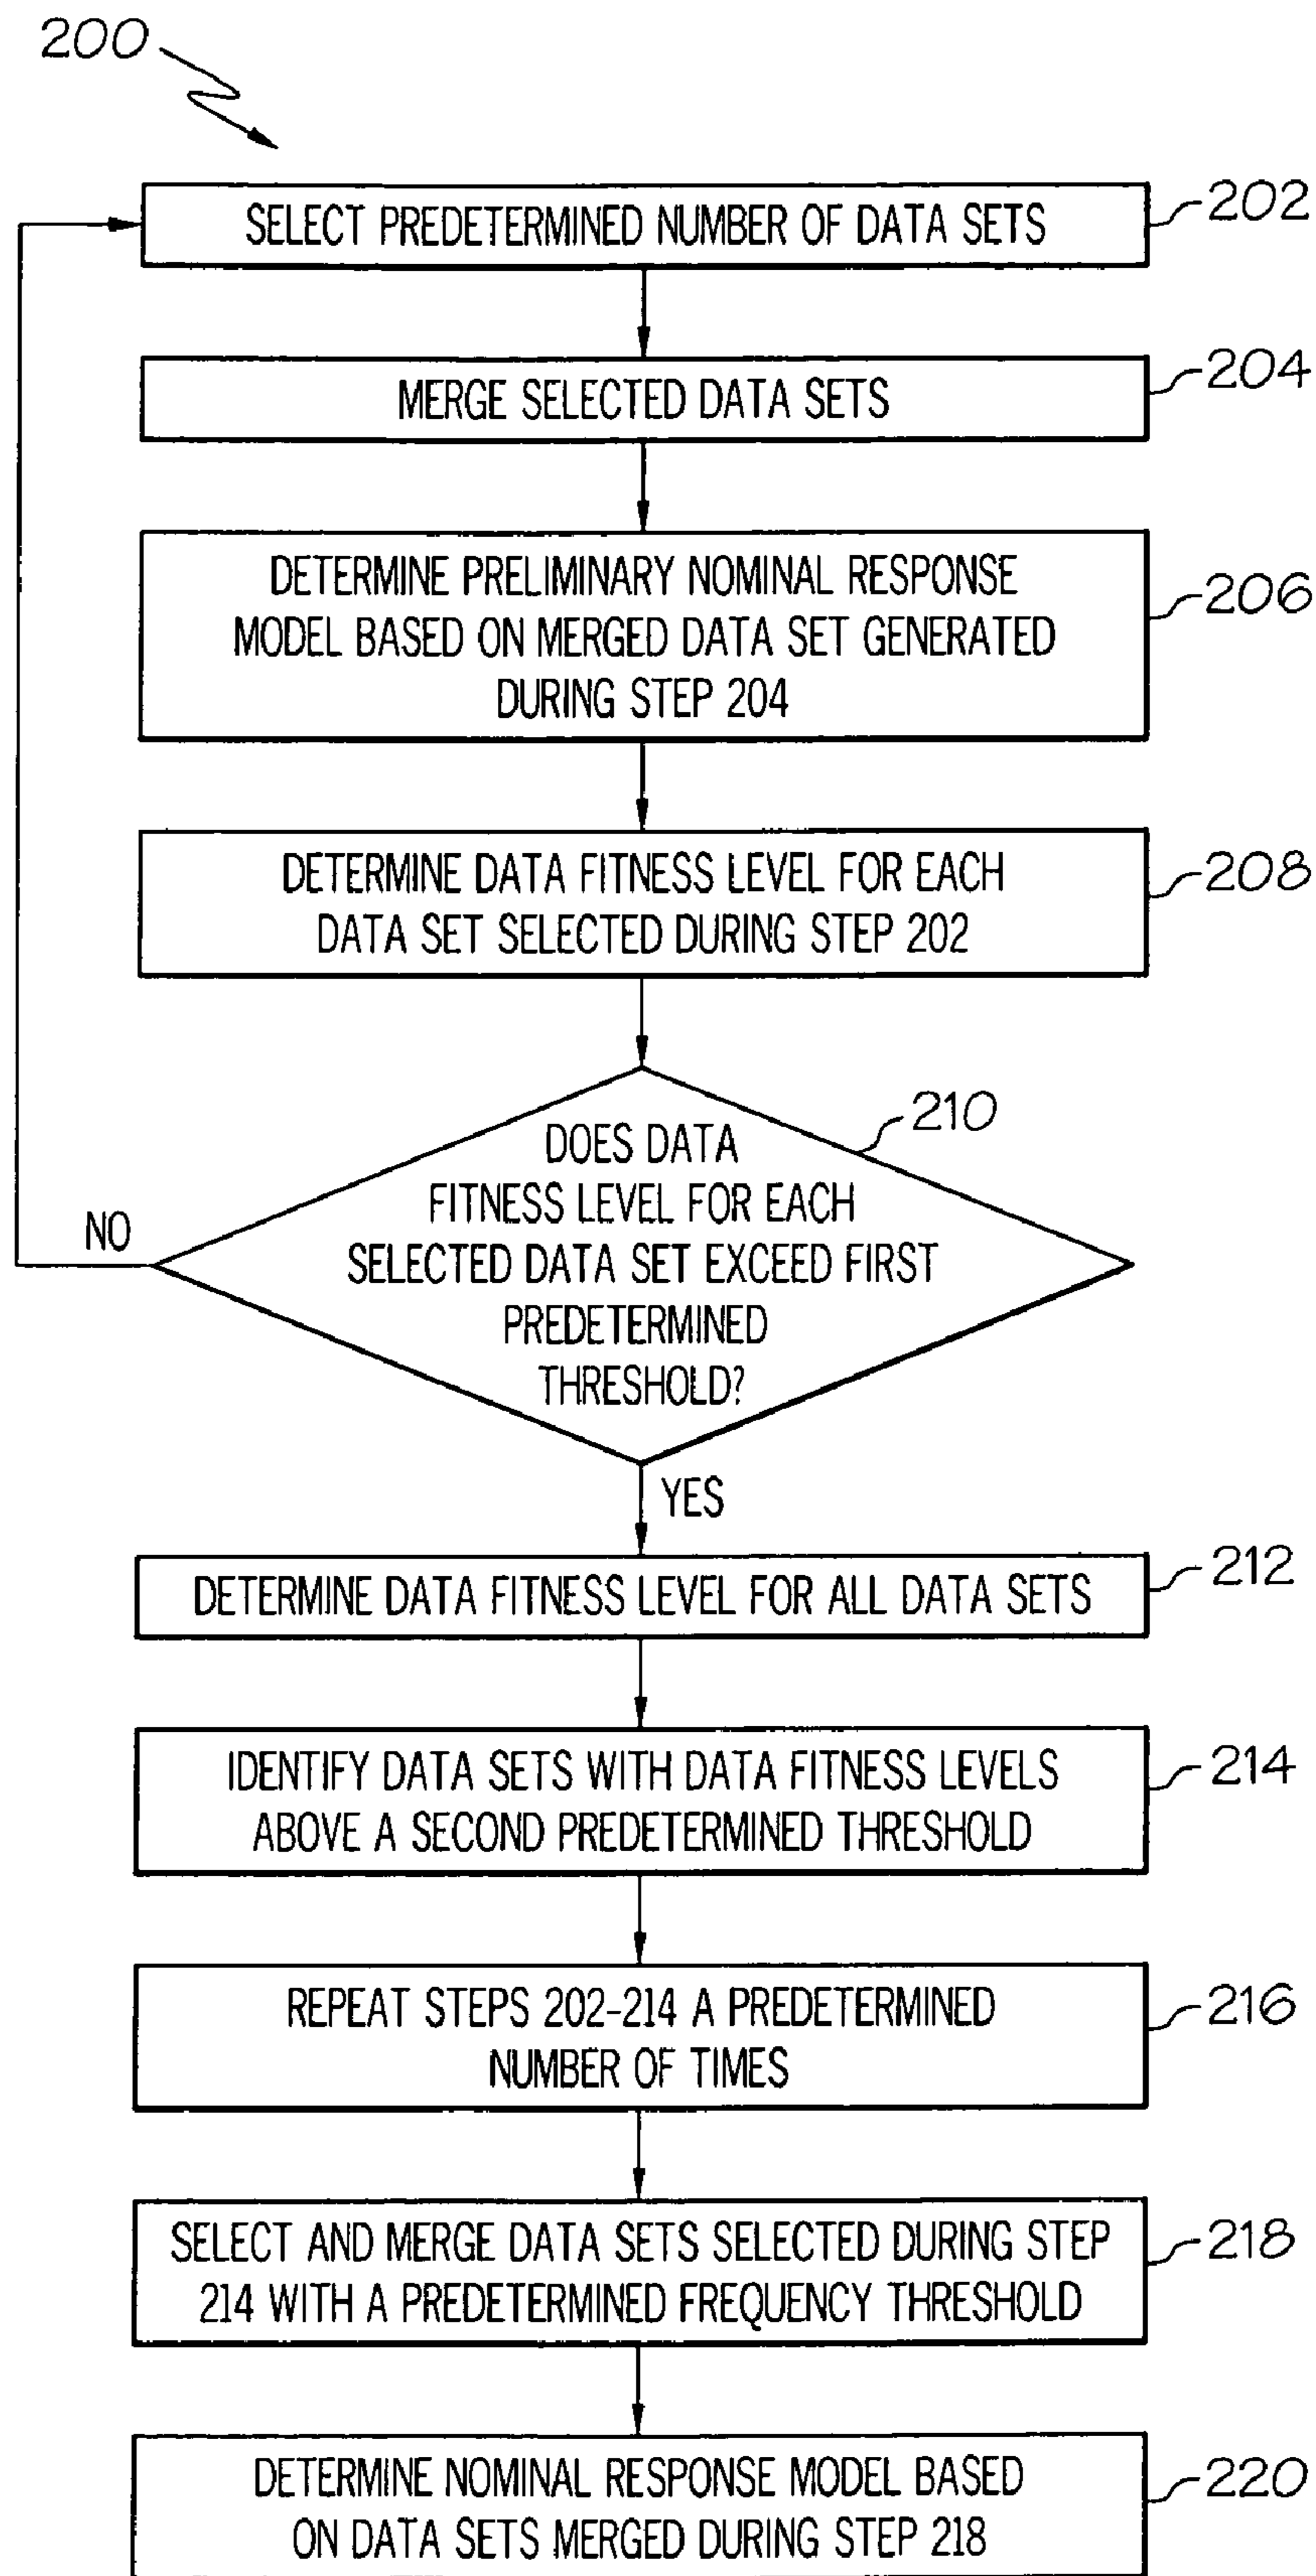 200
SELECT PREDETERMINED NUMBER OF DATA SETS
202
MERGE SELECTED DATA SETS
204
DETERMINE PRELIMINARY NOMINAL RESPONSE
MODEL BASED ON MERGED DATA SET GENERATED
DURING STEP 204
206
DETERMINE DATA FITNESS LEVEL FOR EACH
DATA SET SELECTED DURING STEP 202
208
DOES DATA
FITNESS LEVEL FOR EACH
SELECTED DATA SET EXCEED FIRST
PREDETERMINED
THRESHOLD?
210
NO
YES
DETERMINE DATA FITNESS LEVEL FOR ALL DATA SETS
212
IDENTIFY DATA SETS WITH DATA FITNESS LEVELS
ABOVE A SECOND PREDETERMINED THRESHOLD
214
REPEAT STEPS 202-214 A PREDETERMINED
NUMBER OF TIMES
216
SELECT AND MERGE DATA SETS SELECTED DURING STEP
214 WITH A PREDETERMINED FREQUENCY THRESHOLD
218
DETERMINE NOMINAL RESPONSE MODEL BASED
ON DATA SETS MERGED DURING STEP 218
220